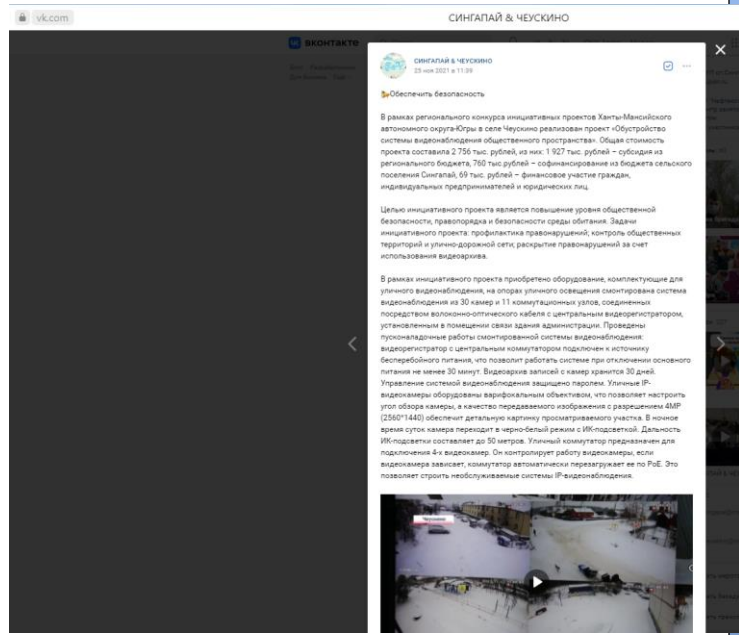 vk.com
СИНГАПАЙ & ЧЕУСКИНО
вконтакте
СИНГАПАЙ & ЧЕУСКИНО
25 ноя 2021 в 11:39
Обеспечить безопасность
В рамках регионального конкурса инициативных проектов Ханты-Мансийского
автономного округа-Югры в селе Чеускино реализован проект «Обустройство
системы видеонаблюдения общественного пространства». Общая стоимость
проекта составила 2 756 тыс. рублей, из них: 1 927 тыс. рублей – субсидия из
регионального бюджета, 760 тыс.рублей – софинансирование из бюджета сельского
поселения Сингапай, 69 тыс. рублей – финансовое участие граждан,
индивидуальных предпринимателей и юридических лиц.
Целью инициативного проекта является повышение уровня общественной
безопасности, правопорядка и безопасности среды обитания. Задачи
инициативного проекта: профилактика правонарушений; контроль общественных
территорий и улично-дорожной сети; раскрытие правонарушений за счет
использования видеоархива.
В рамках инициативного проекта приобретено оборудование, комплектующие для
уличного видеонаблюдения, на опорах уличного освещения смонтирована система
видеонаблюдения из 30 камер и 11 коммутационных узлов, соединенных
посредством волоконно-оптического кабеля с центральным видеорегистратором,
установленным в помещении связи здания администрации. Проведены
пусконаладочные работы смонтированной системы видеонаблюдения:
видеорегистратор с центральным коммутатором подключен к источнику
бесперебойного питания, что позволит работать системе при отключении основного
питания не менее 30 минут. Видеоархив записей с камер хранится 30 дней.
Управление системой видеонаблюдения защищено паролем. Уличные IP-
видеокамеры оборудованы варифокальным объективом, что позволяет настроить
угол обзора камеры, а качество передаваемого изображения с разрешением 4MP
(2560*1440) обеспечит детальную картинку просматриваемого участка. В ночное
время суток камера переходит в черно-белый режим с ИК-подсветкой. Дальность
ИК-подсветки составляет до 50 метров. Уличный коммутатор предназначен для
подключения 4-х видеокамер. Он контролирует работу видеокамеры, если
видеокамера зависает, коммутатор автоматически перезагружает ее по PoE. Это
позволяет строить необслуживаемые системы IP-видеонаблюдения.
Чеускино